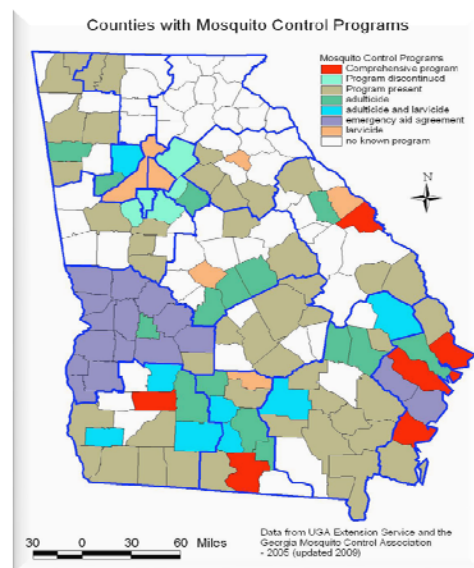 Counties with Mosquito Control Programs
Mosquito Control Programs
Comprehensive program
Program discontinued
Program present
adulticide
adulticide and larvicide
emergency aid agreement
larvicide
no known program
N
30 0 30 60 Miles
Data from UGA Extension Service and the
Georgia Mosquito Control Association
- 2005 (updated 2009)